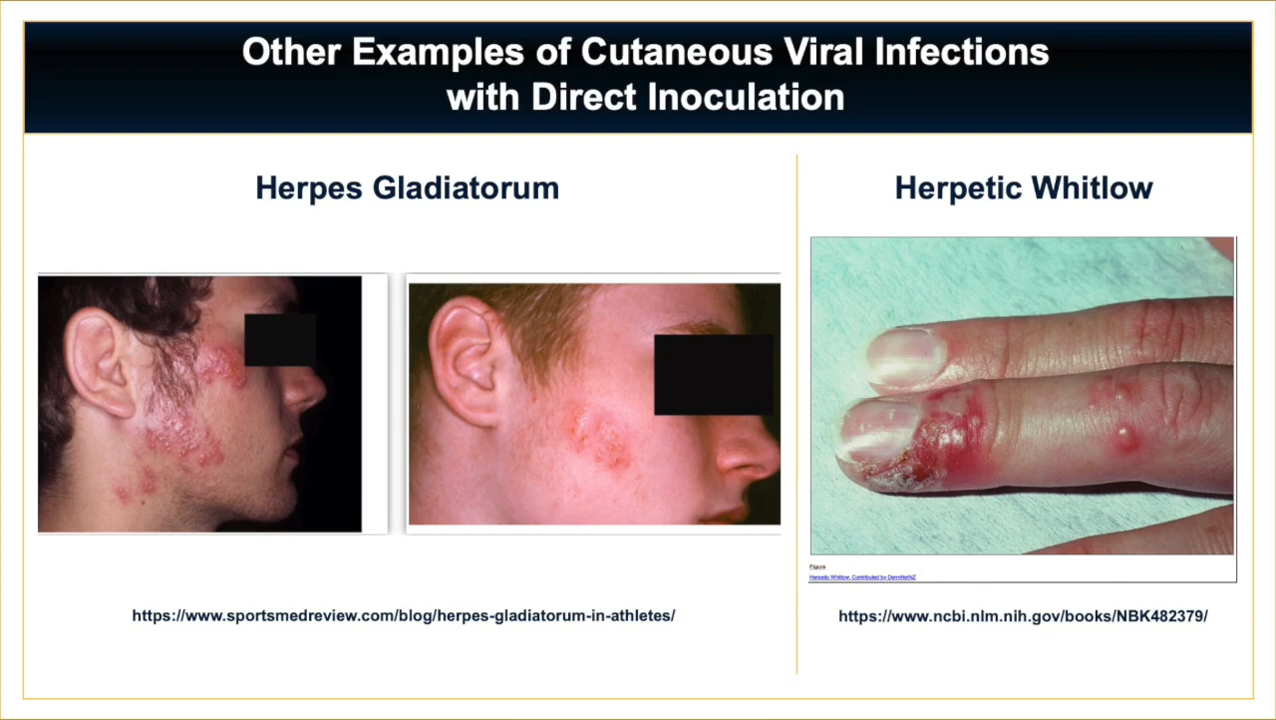 Other Examples of Cutaneous Viral Infections
with Direct Inoculation
Herpes Gladiatorum
Herpetic Whitlow
Figure
Herpetic Whitlow. Contributed by DermNetNZ
https://www.sportsmedreview.com/blog/herpes-gladiatorum-in-athletes/
https://www.ncbi.nlm.nih.gov/books/NBK482379/